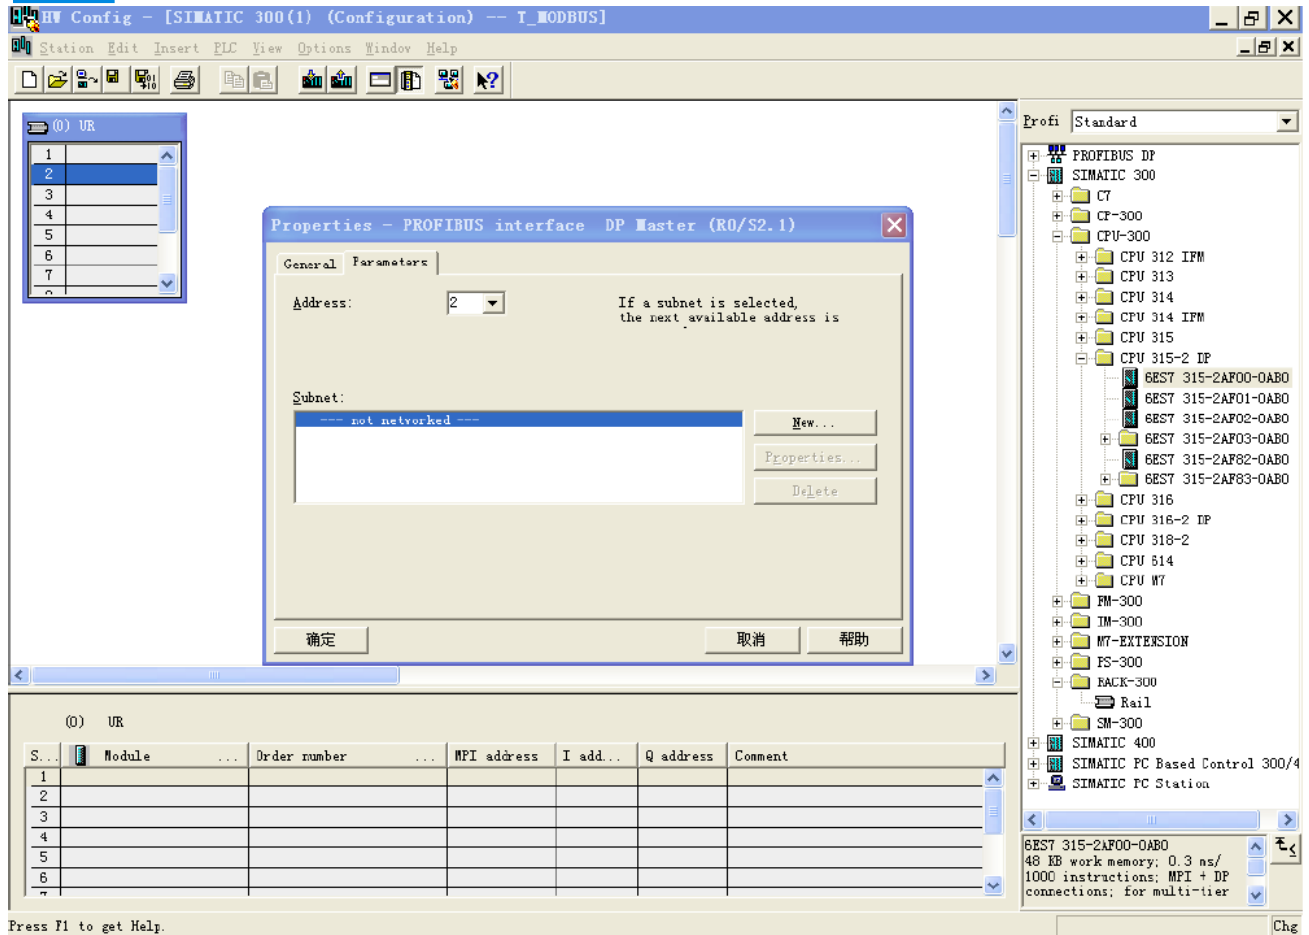 HW Config - [SIMATIC 300(1) (Configuration) -- T_MODBUS]
Station Edit Insert PLC View Options Window Help
(0) UR
1
2
3
4
5
6
7
Properties - PROFIBUS interface DP Master (R0/S2.1)
General Parameters
Address: 2
If a subnet is selected,
the next available address is
Subnet:
--- not networked ---
New...
Properties...
Delete
确定 取消 帮助
Profi Standard
PROFIBUS DP
SIMATIC 300
C7
CP-300
CPU-300
CPU 312 IFM
CPU 313
CPU 314
CPU 314 IFM
CPU 315
CPU 315-2 DP
6ES7 315-2AF00-0AB0
6ES7 315-2AF01-0AB0
6ES7 315-2AF02-0AB0
6ES7 315-2AF03-0AB0
6ES7 315-2AF82-0AB0
6ES7 315-2AF83-0AB0
CPU 316
CPU 316-2 DP
CPU 318-2
CPU 614
CPU M7
FM-300
IM-300
M7-EXTENSION
PS-300
RACK-300
Rail
SM-300
SIMATIC 400
SIMATIC PC Based Control 300/4
SIMATIC PC Station
6ES7 315-2AF00-0AB0
48 KB work memory; 0.3 ms/
1000 instructions; MPI + DP
connections; for multi-tier
(0) UR
S... Module ... Order number ... MPI address I add... Q address Comment
1
2
3
4
5
6
7
Press F1 to get Help.
Chg